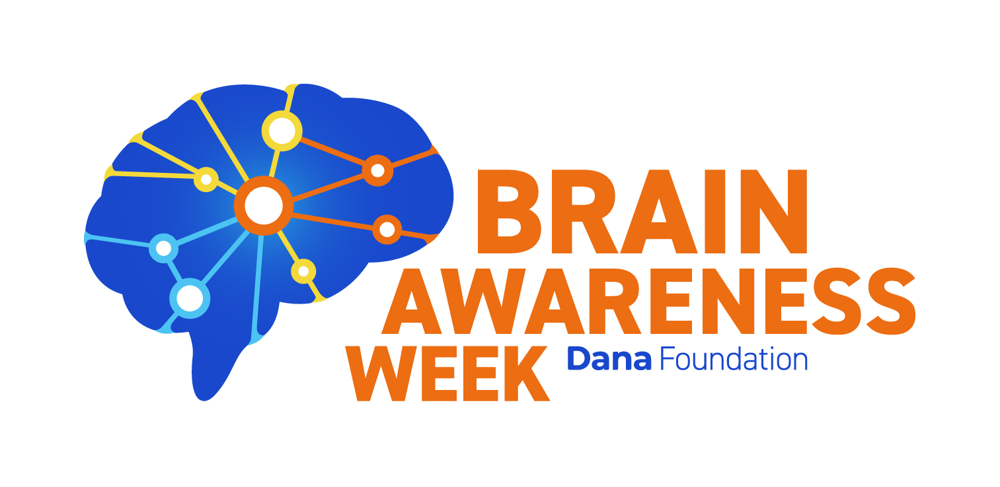 BRAIN
AWARENESS
WEEK Dana Foundation